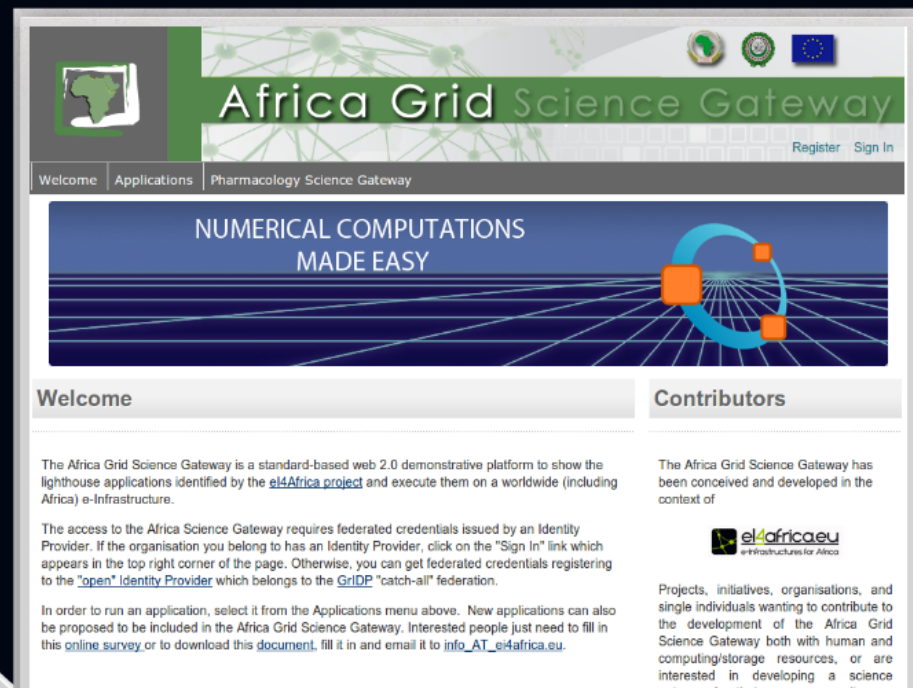 Africa Grid Science Gateway
Register Sign In
Welcome Applications Pharmacology Science Gateway
NUMERICAL COMPUTATIONS
MADE EASY
Welcome
The Africa Grid Science Gateway is a standard-based web 2.0 demonstrative platform to show the
lighthouse applications identified by the eI4Africa project and execute them on a worldwide (including
Africa) e-Infrastructure.
The access to the Africa Science Gateway requires federated credentials issued by an Identity
Provider. If the organisation you belong to has an Identity Provider, click on the "Sign In" link which
appears in the top right corner of the page. Otherwise, you can get federated credentials registering
to the "open" Identity Provider which belongs to the GrIDP "catch-all" federation.
In order to run an application, select it from the Applications menu above. New applications can also
be proposed to be included in the Africa Grid Science Gateway. Interested people just need to fill in
this online survey or to download this document, fill it in and email it to info_AT_ei4africa.eu.
Contributors
The Africa Grid Science Gateway has
been conceived and developed in the
context of
eI4africa.eu
e-Infrastructures for Africa
Projects, initiatives, organisations, and
single individuals wanting to contribute to
the development of the Africa Grid
Science Gateway both with human and
computing/storage resources, or are
interested in developing a science